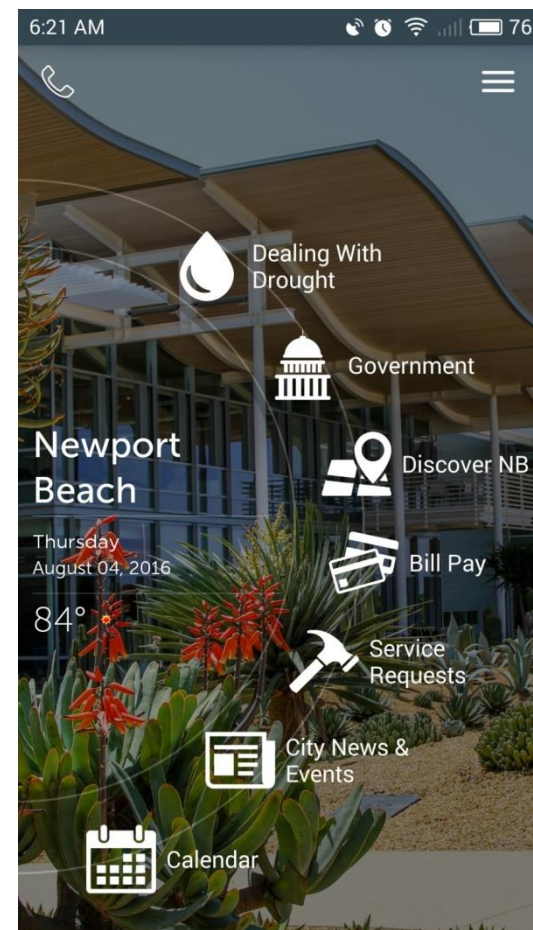 6:21 AM
76
Dealing With
Drought
Government
Newport
Beach
Discover NB
Thursday
August 04, 2016
Bill Pay
84°
Service
Requests
City News &
Events
Calendar